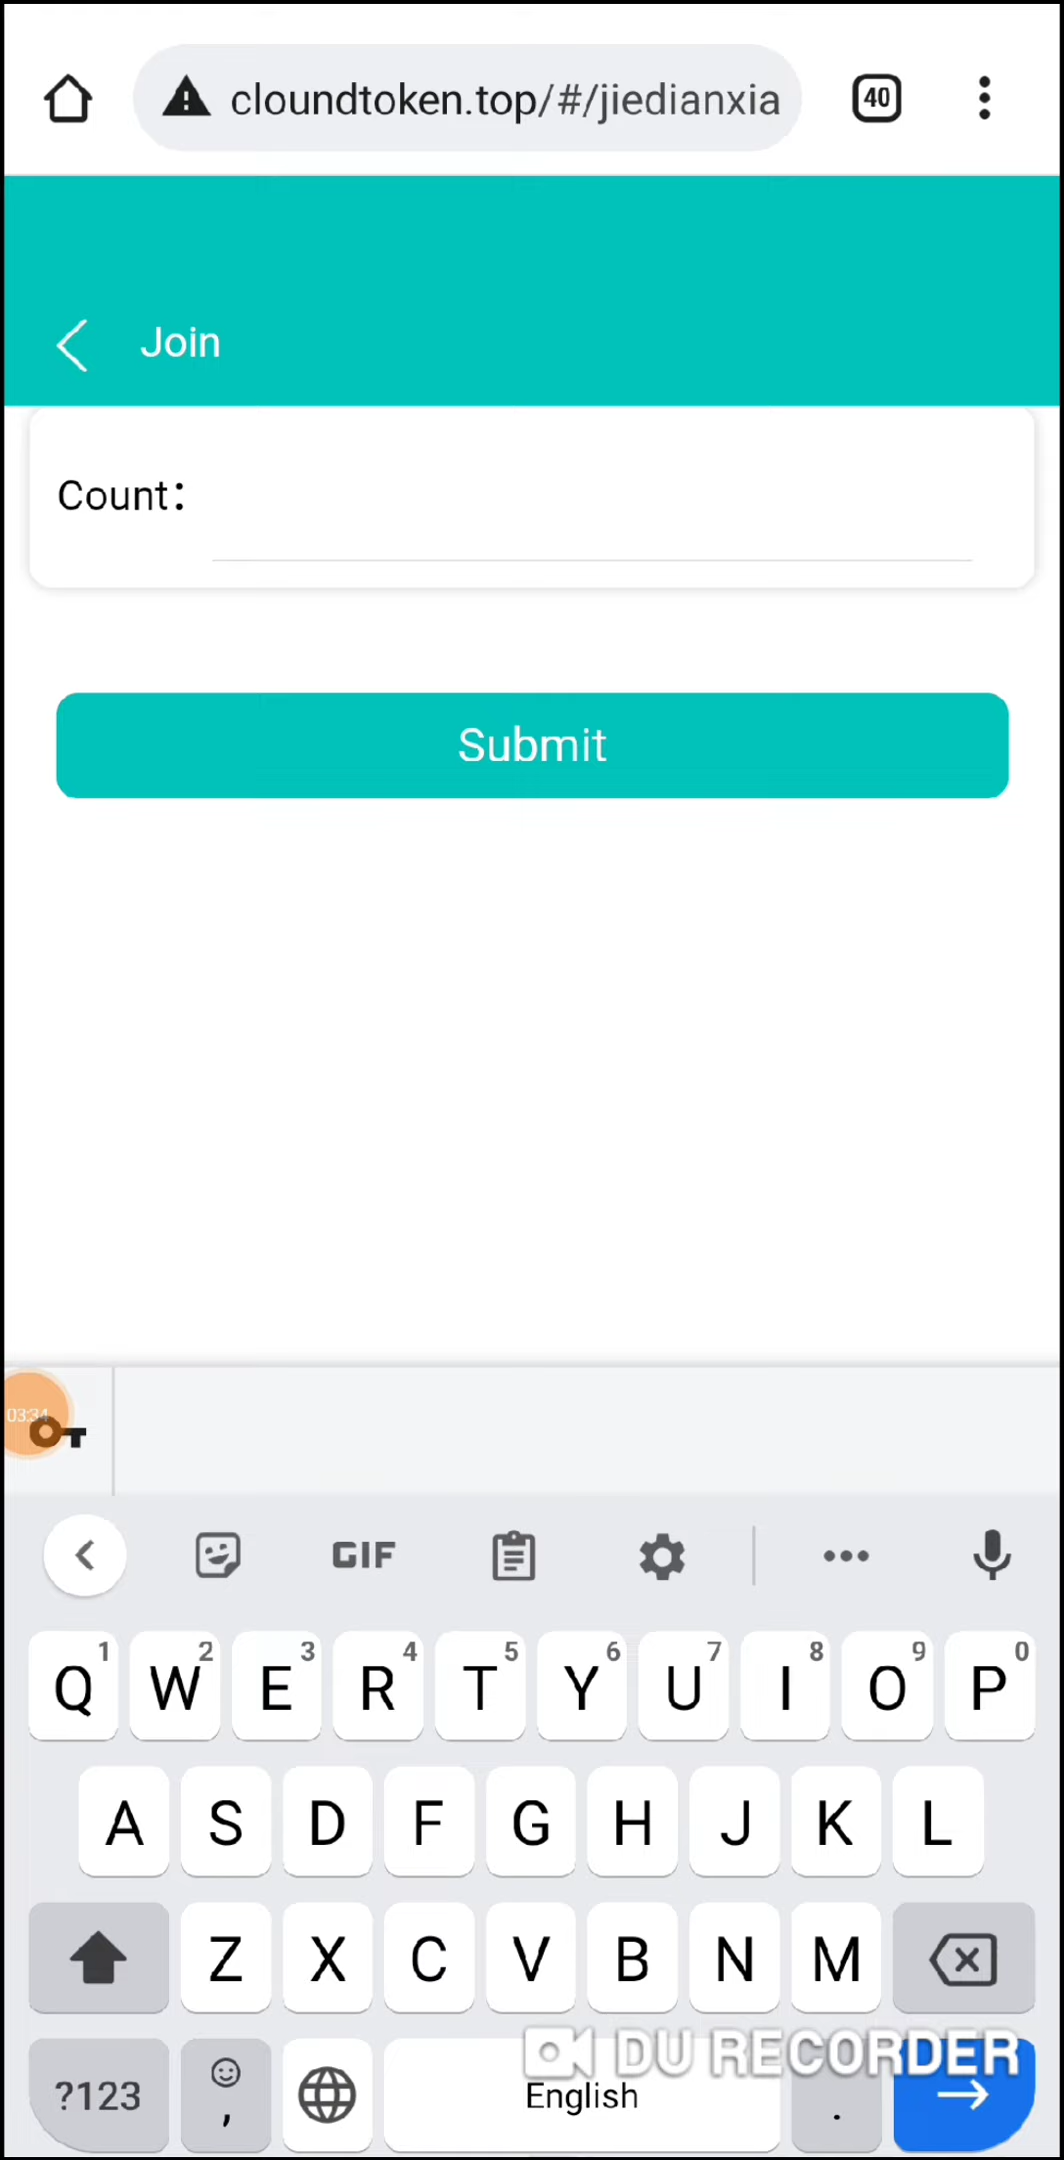 cloundtoken.top/#/jiedianxia
40
Join
Count：
Submit
03:34
GIF
1 2 3 4 5 6 7 8 9 0
Q W E R T Y U I O P
A S D F G H J K L
Z X C V B N M
DU RECORDER
?123 , English .